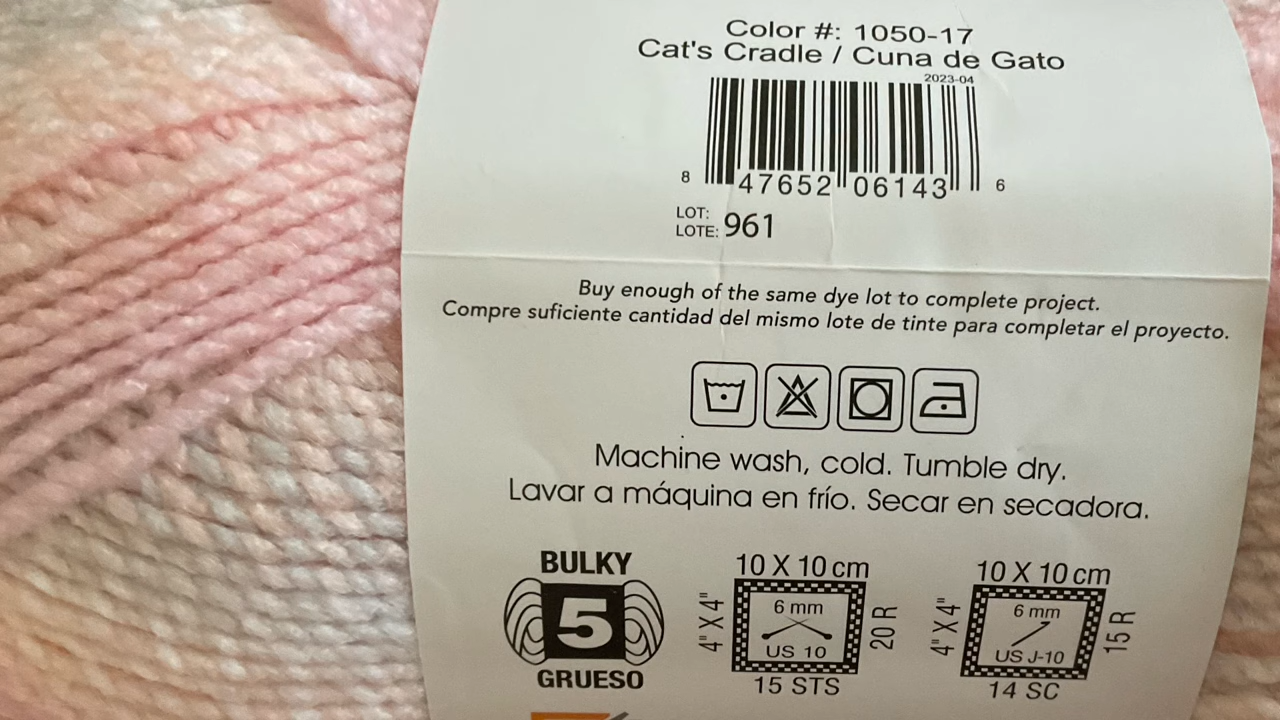 Color #: 1050-17
Cat's Cradle / Cuna de Gato
2023-04
8 47652 06143 6
LOT:
LOTE: 961
Buy enough of the same dye lot to complete project.
Compre suficiente cantidad del mismo lote de tinte para completar el proyecto.
Machine wash, cold. Tumble dry.
Lavar a máquina en frío. Secar en secadora.
BULKY
5
GRUESO
10 X 10 cm
4" X 4"
6 mm
US 10
20 R
15 STS
10 X 10 cm
4" X 4"
6 mm
US J-10
15 R
14 SC